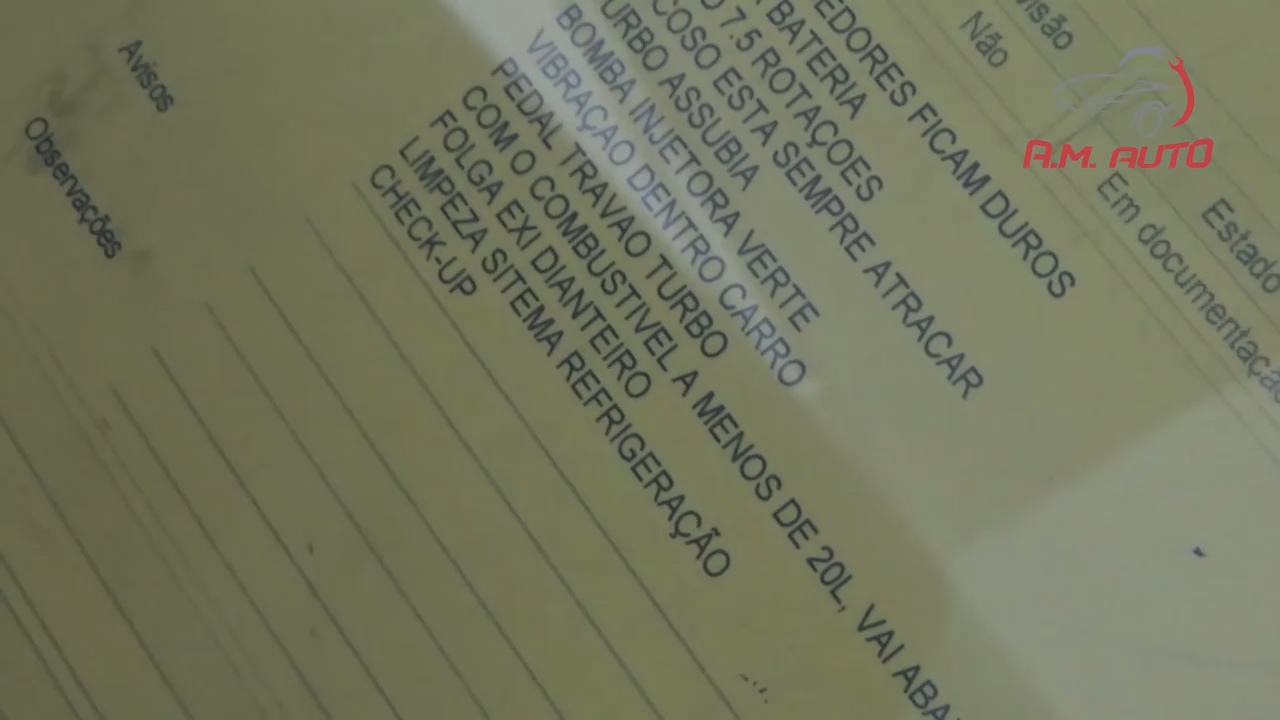 EDORES FICAM DUROS
BATERIA
7.5 ROTAÇOES
COSO ESTA SEMPRE ATRACAR
URBO ASSUBIA
BOMBA INJETORA VERTE
VIBRAÇAO DENTRO CARRO
PEDAL TRAVAO TURBO
COM O COMBUSTIVEL A MENOS DE 20L, VAI ABA
FOLGA EXI DIANTEIRO
LIMPEZA SITEMA REFRIGERAÇÃO
CHECK-UP
Avisos
Observações
Não
Estado
Em documentaçã
A.M. AUTO